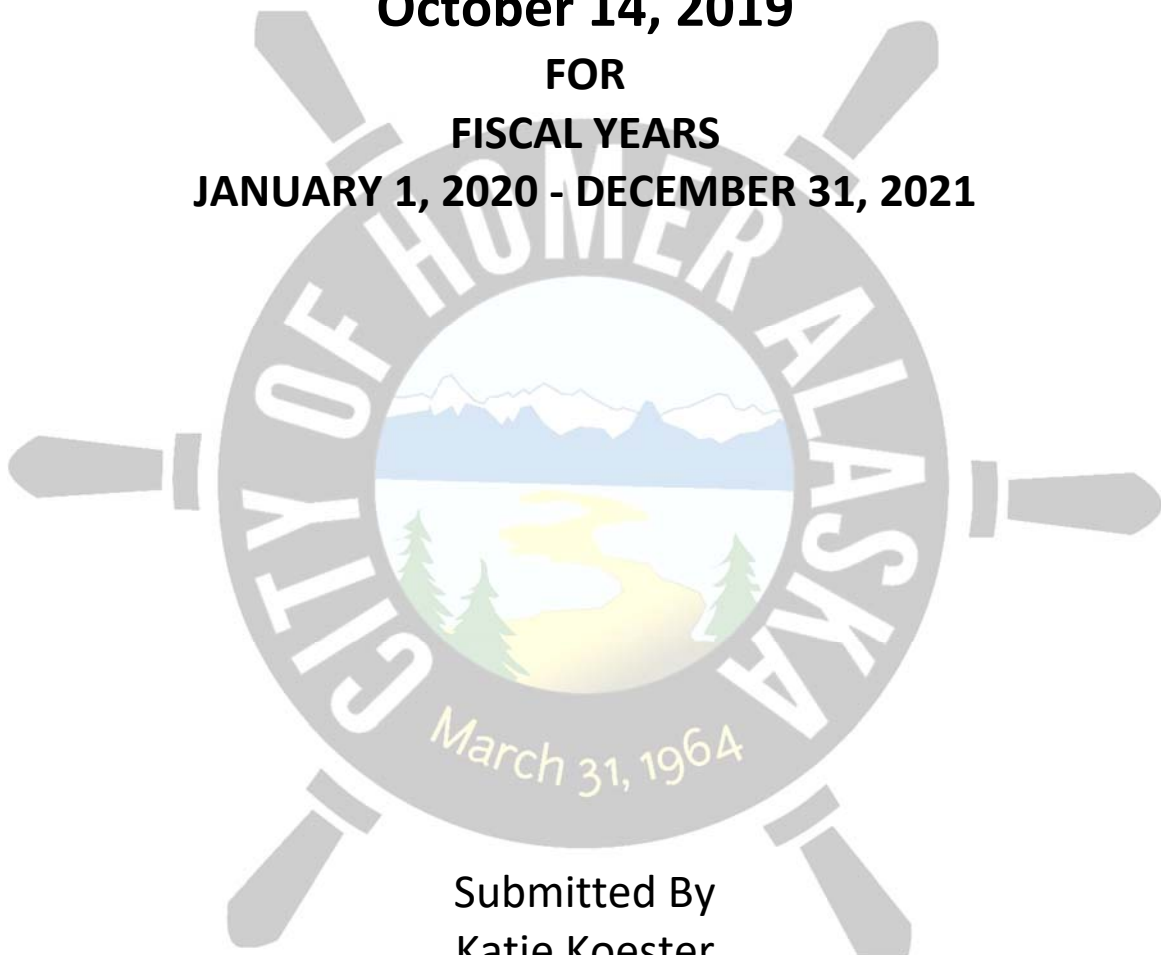 October 14, 2019
FOR
FISCAL YEARS
JANUARY 1, 2020 - DECEMBER 31, 2021
CITY OF HOMER ALASKA
March 31, 1964
Submitted By
Katie Koester